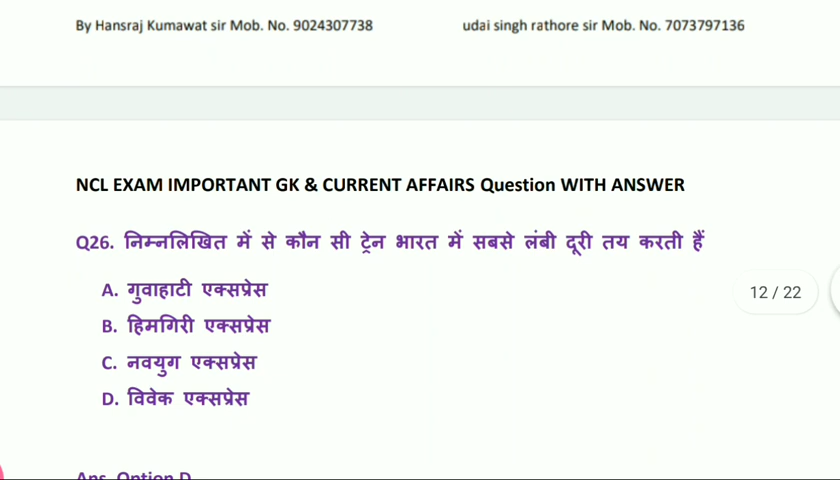 By Hansraj Kumawat sir Mob. No. 9024307738 udai singh rathore sir Mob. No. 7073797136
NCL EXAM IMPORTANT GK & CURRENT AFFAIRS Question WITH ANSWER
Q26. निम्नलिखित में से कौन सी ट्रेन भारत में सबसे लंबी दूरी तय करती हैं
A. गुवाहाटी एक्सप्रेस
12 / 22
B. हिमगिरी एक्सप्रेस
C. नवयुग एक्सप्रेस
D. विवेक एक्सप्रेस
Ans. Option D